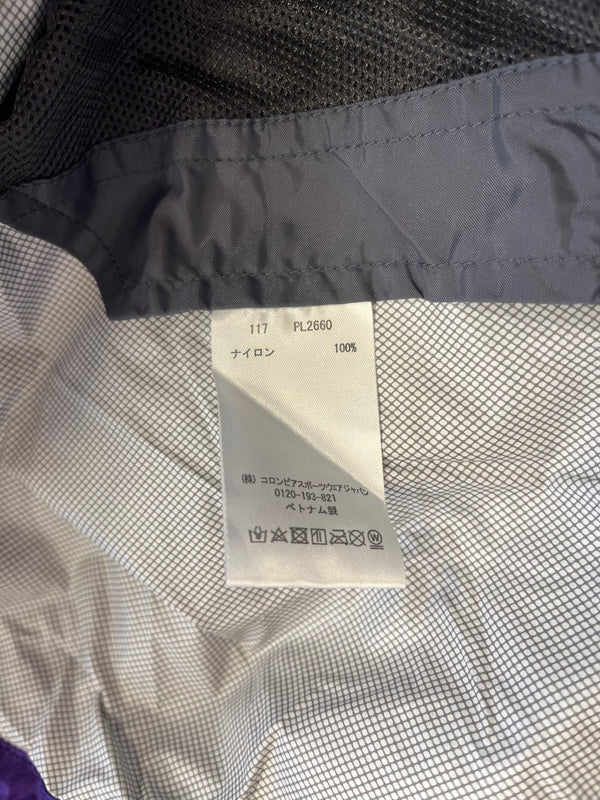 117 PL2660
ナイロン 100%
(株) コロンビアスポーツウエアジャパン
0120-193-821
ベトナム製